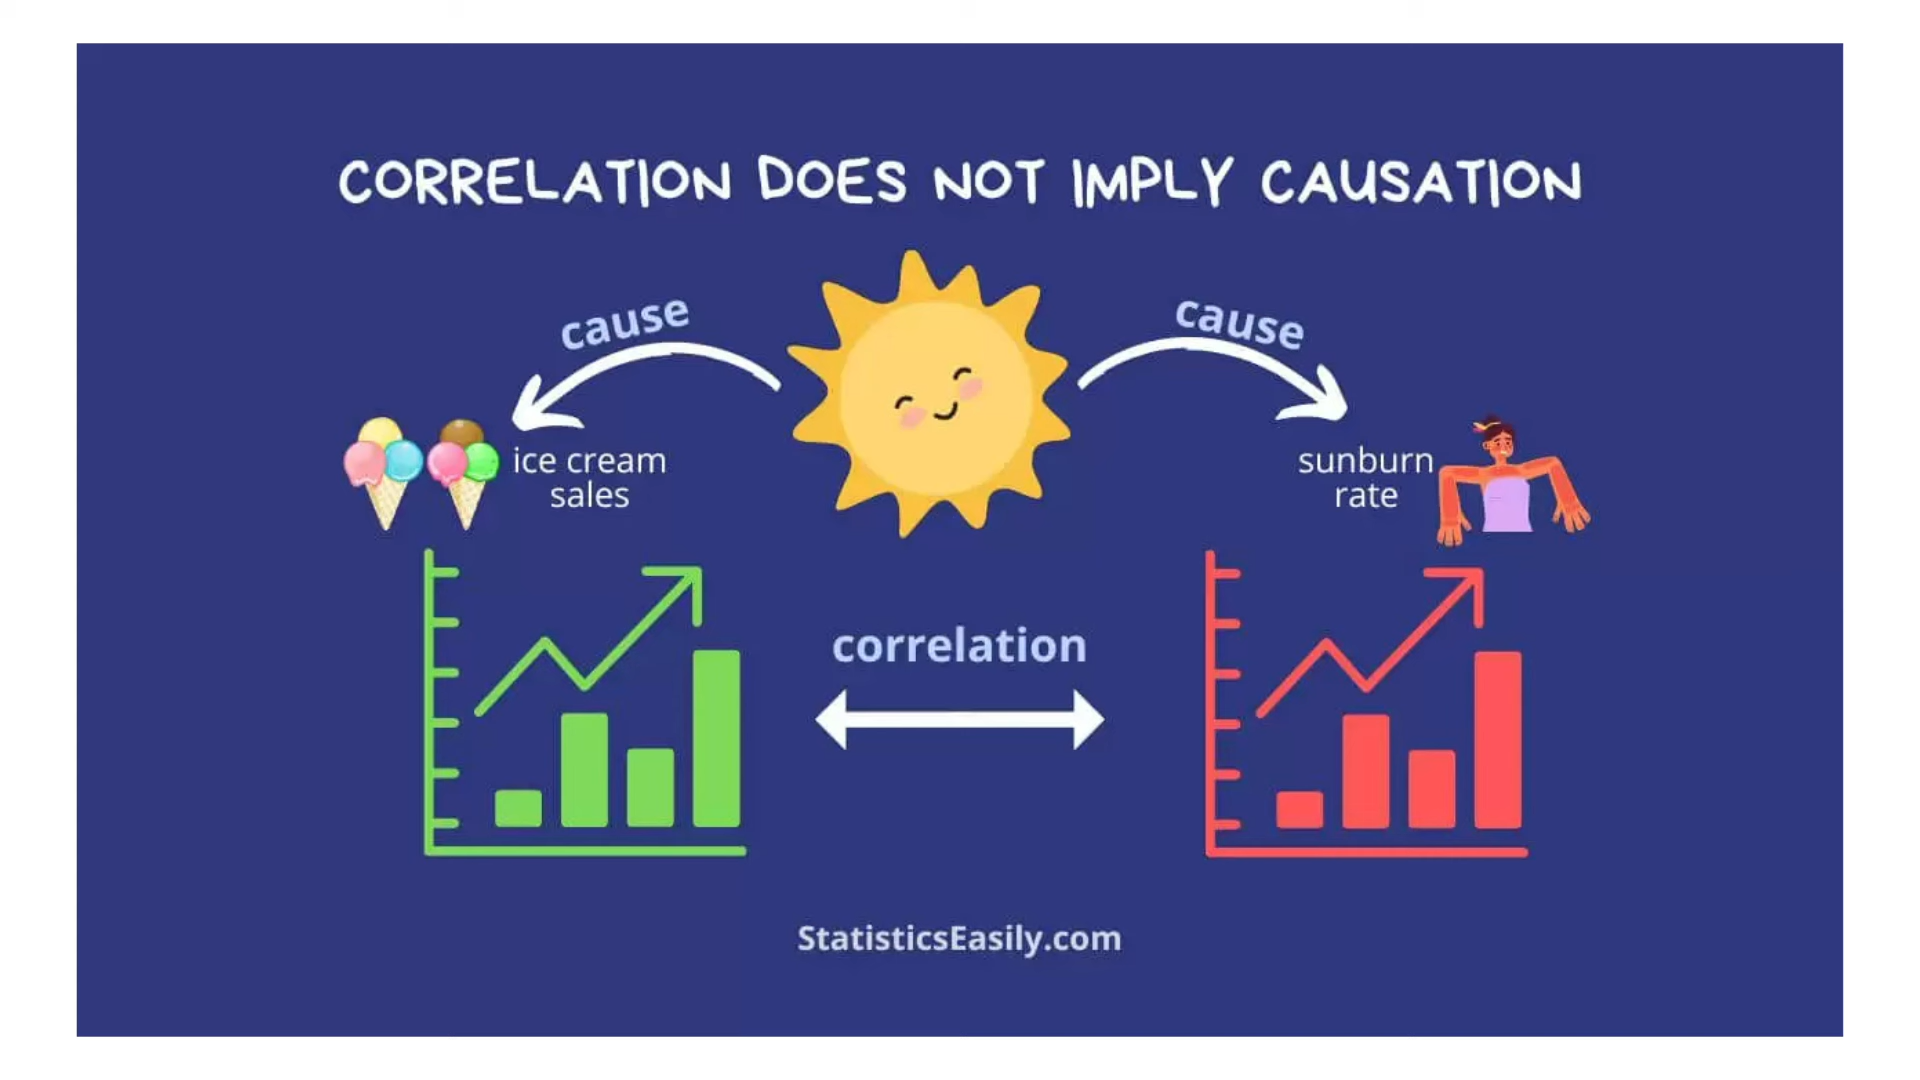 CORRELATION DOES NOT IMPLY CAUSATION
cause
cause
ice cream
sales
sunburn
rate
correlation
StatisticsEasily.com